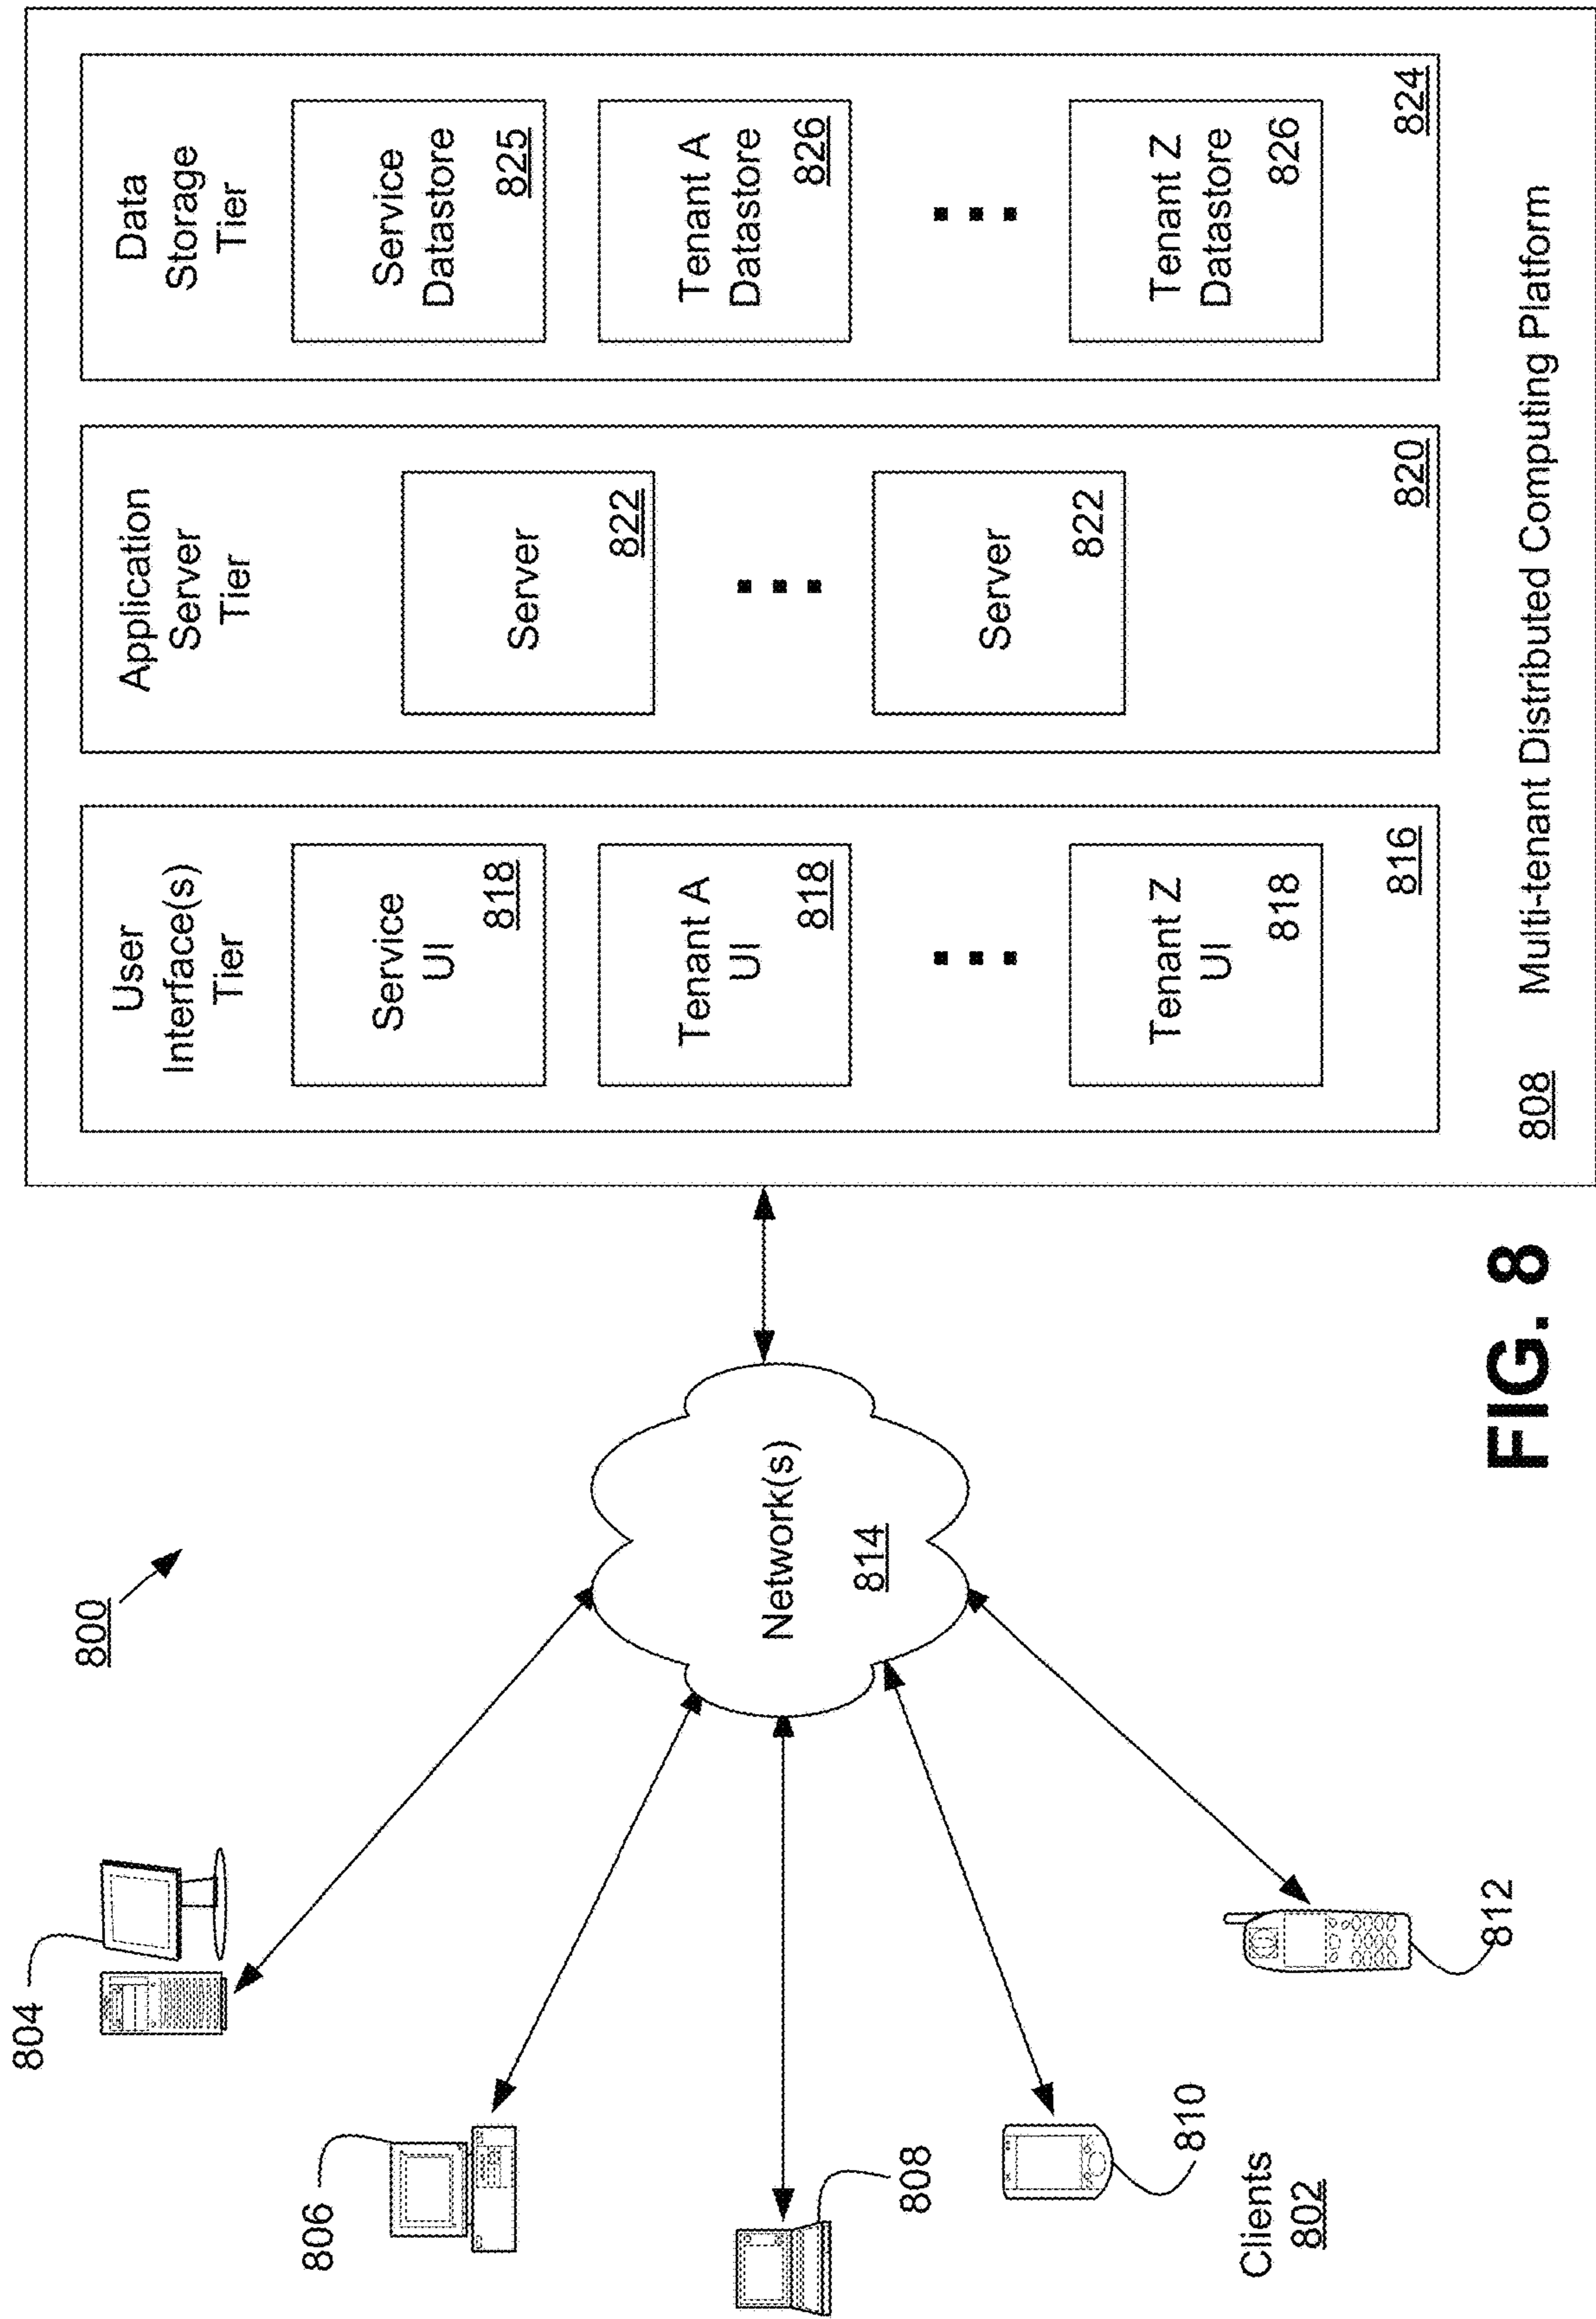 800
804
806
808
810
812
Clients
802
Network(s)
814
User
Interface(s)
Tier
Service
UI
818
Tenant A
UI
818
Tenant Z
UI
818
816
Application
Server
Tier
Server
822
Server
822
820
Data
Storage
Tier
Service
Datastore
825
Tenant A
Datastore
826
Tenant Z
Datastore
826
824
808 Multi-tenant Distributed Computing Platform
FIG. 8